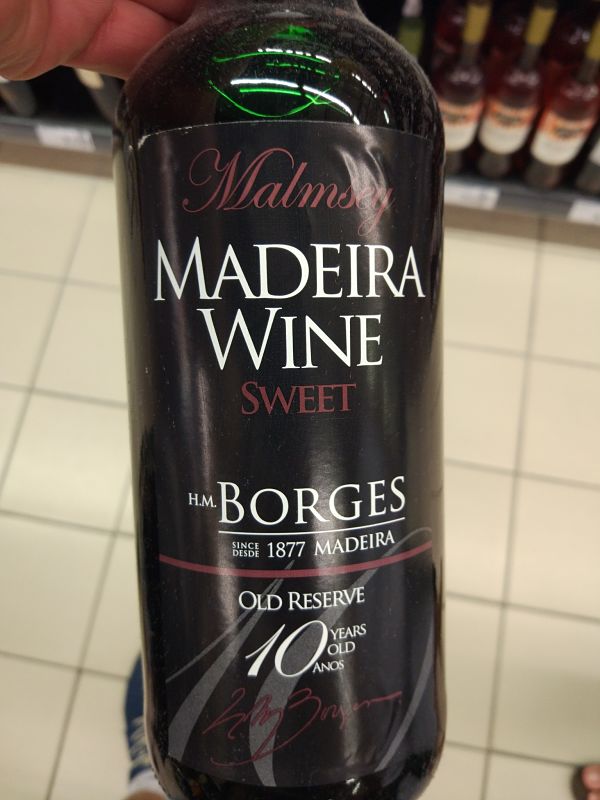 Malmsey
MADEIRA
WINE
SWEET
H.M. BORGES
SINCE
DESDE 1877 MADEIRA
OLD RESERVE
10 YEARS
OLD
ANOS